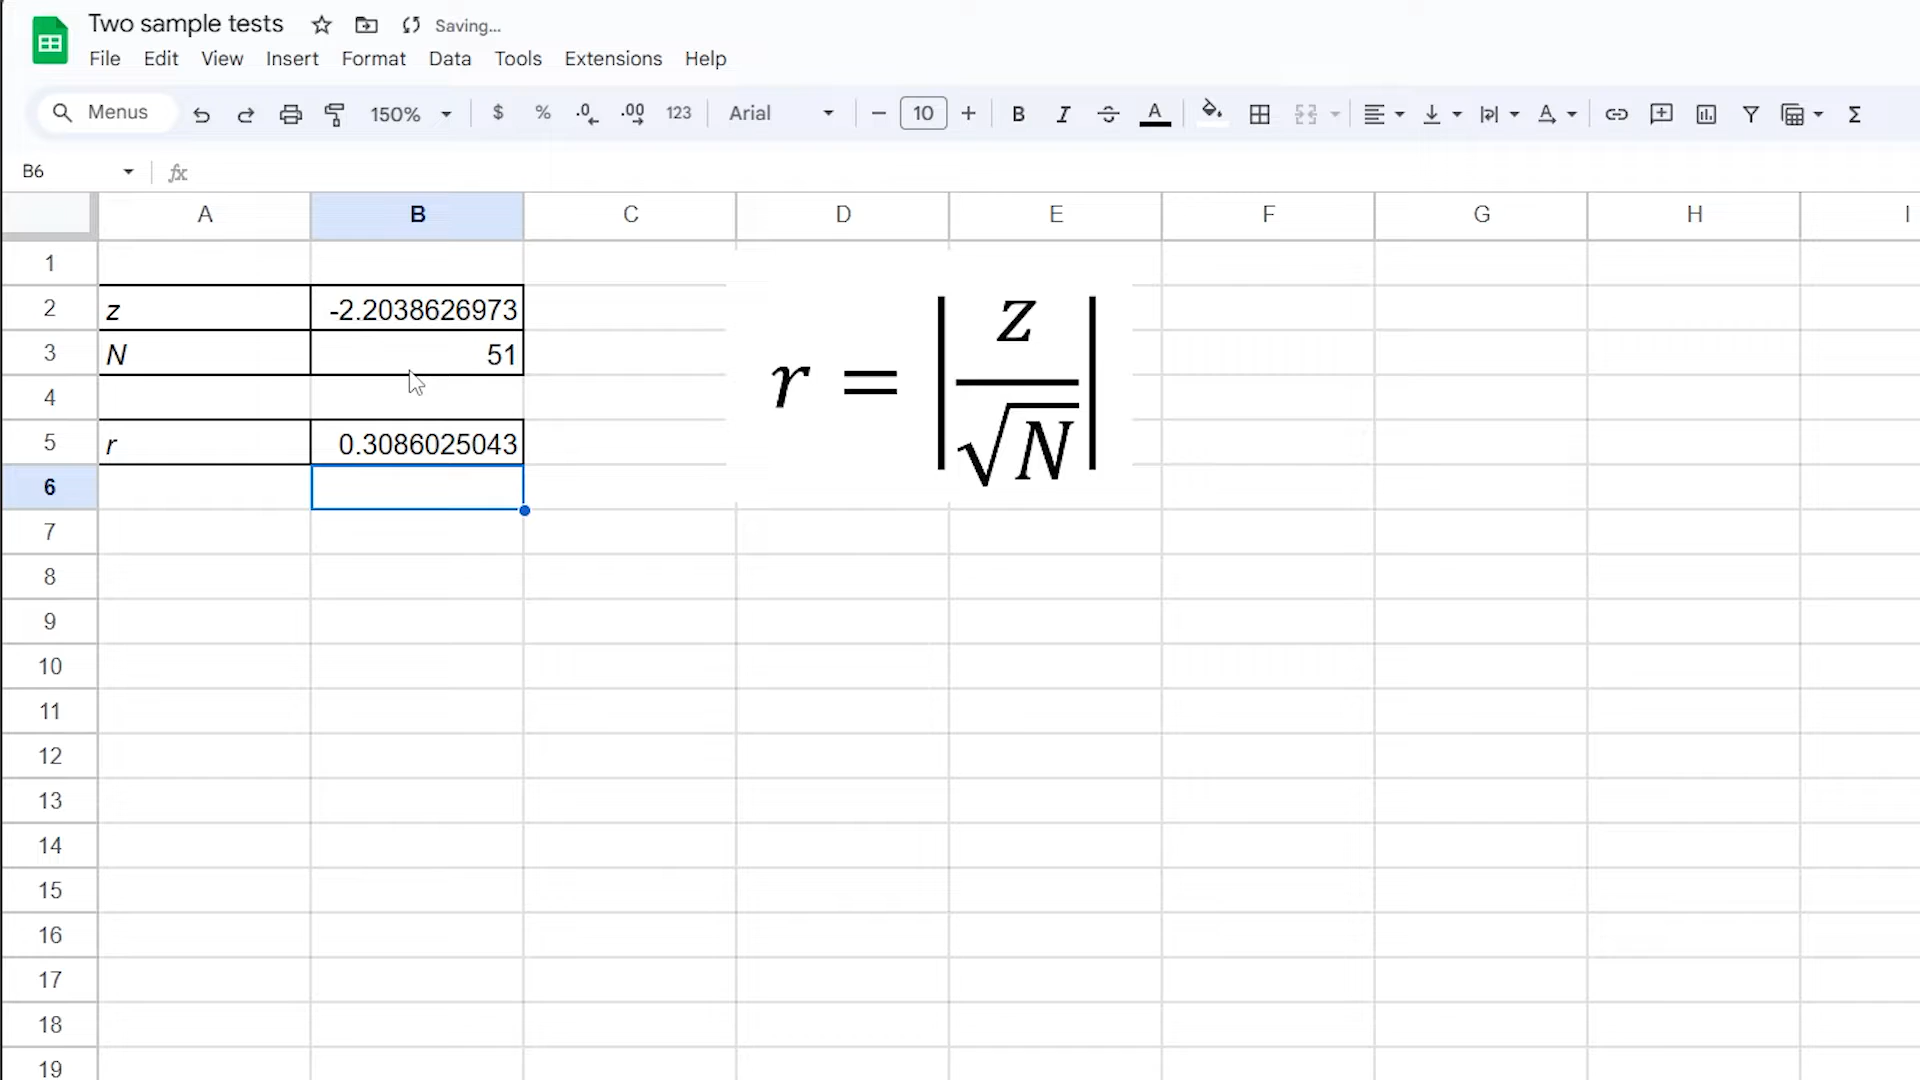 Two sample tests Saving...
File Edit View Insert Format Data Tools Extensions Help
Menus 150% $ % .0 .00 123 Arial − 10 + B I S A A Σ
B6 fx
A B C D E F G H I
1
2 z -2.2038626973
3 N 51
4
5 r 0.3086025043
6
7
8
9
10
11
12
13
14
15
16
17
18
19
r = |z/√N|